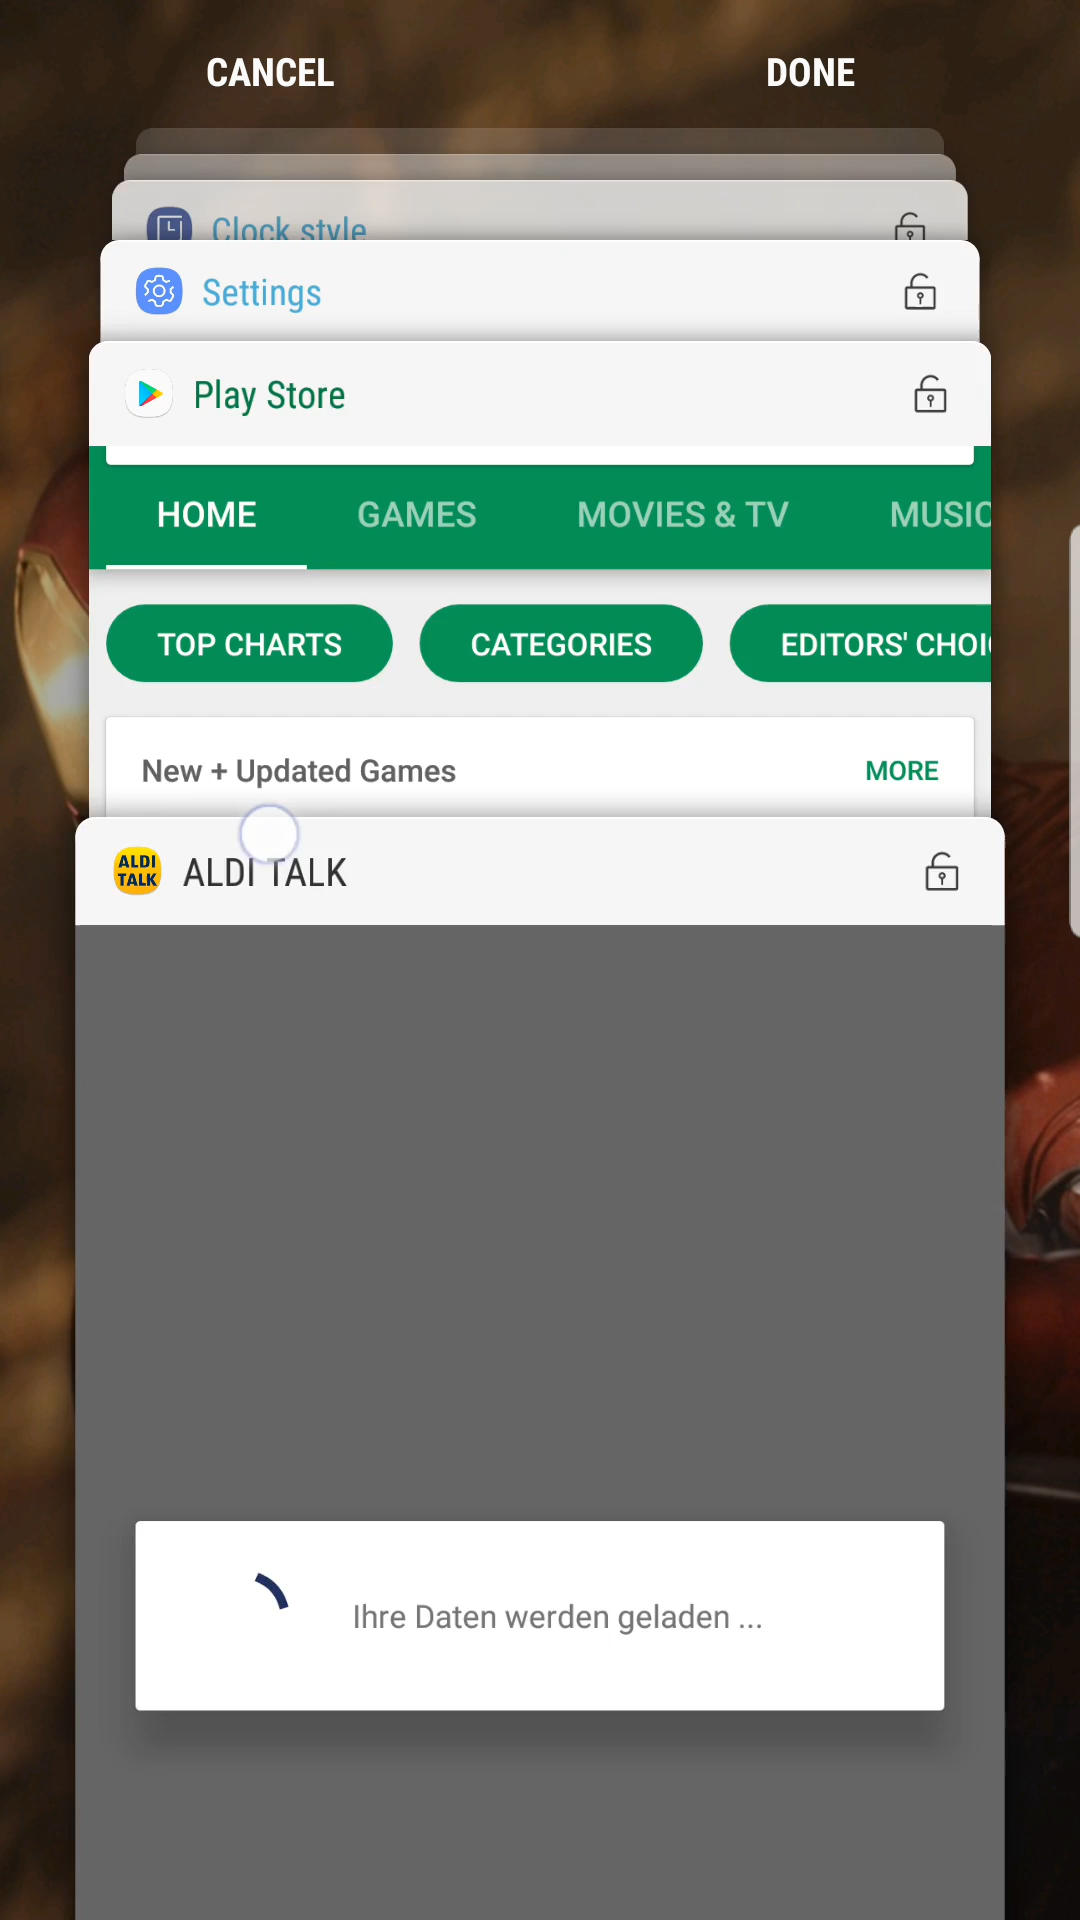 CANCEL DONE
Clock style
Settings
Play Store
HOME GAMES MOVIES & TV MUSIC
TOP CHARTS CATEGORIES EDITORS' CHOI
New + Updated Games MORE
ALDI TALK ALDI TALK
Ihre Daten werden geladen ...